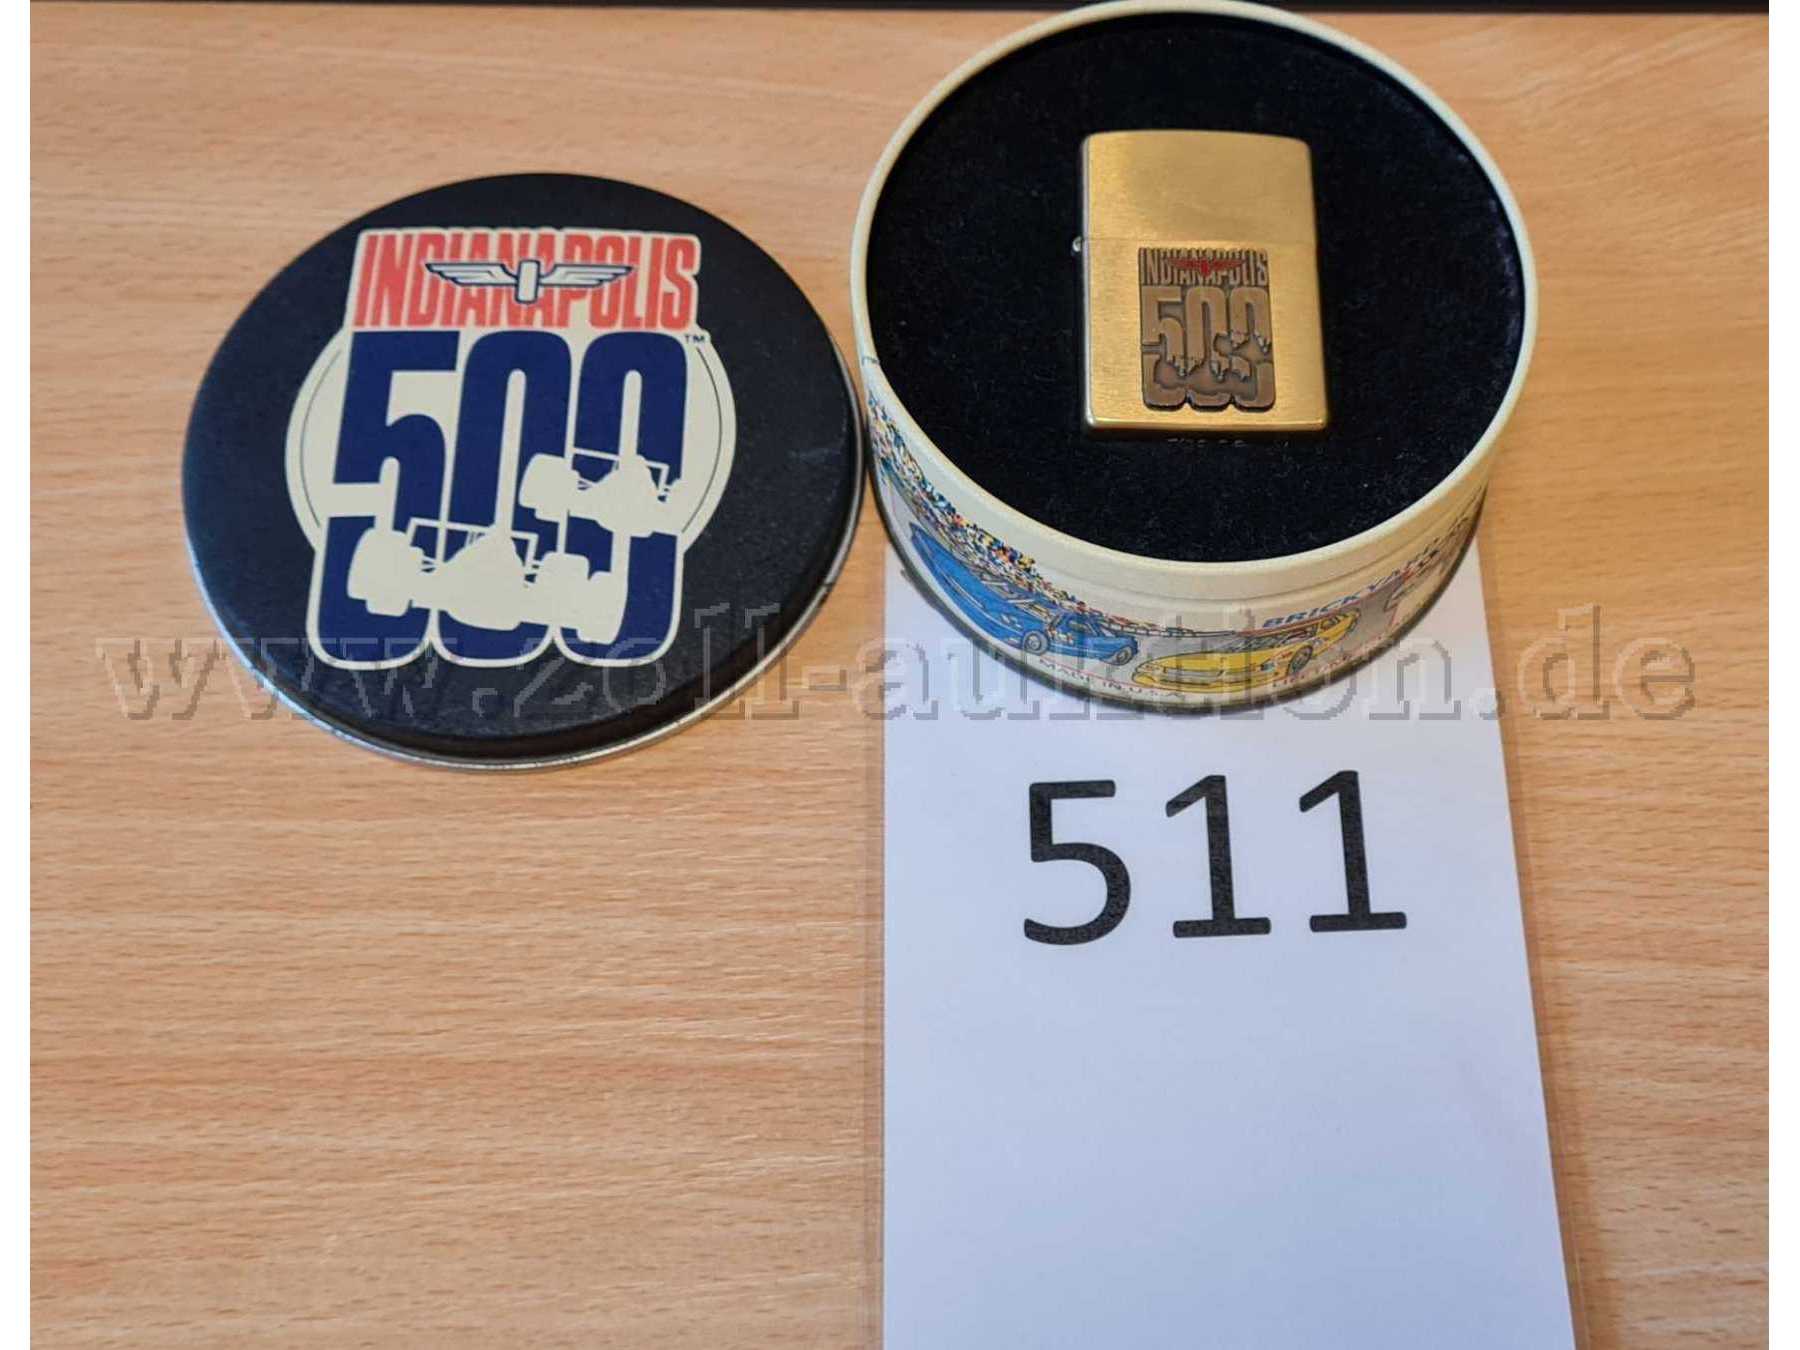 INDIANAPOLIS
500
™
INDIANAPOLIS
500
BRICKYARD
MADE IN U.S.A.
www.zoll-auktion.de
511